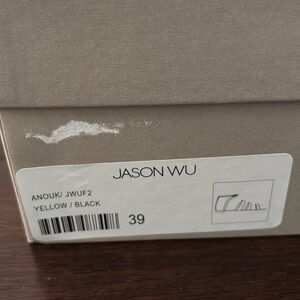 JASON WU
ANOUK/ JWUF2
YELLOW / BLACK
39